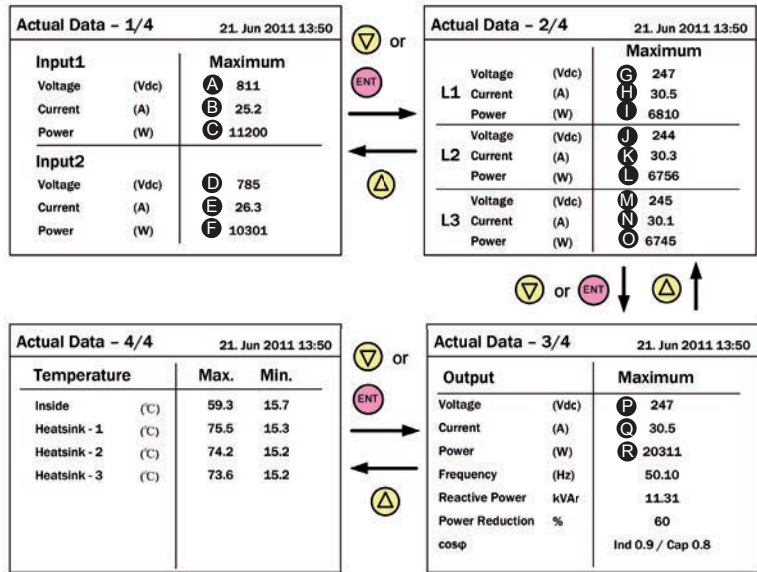 Actual Data – 1/4 21. Jun 2011 13:50
Input1 Maximum
Voltage (Vdc) A 811
Current (A) B 25.2
Power (W) C 11200
Input2
Voltage (Vdc) D 785
Current (A) E 26.3
Power (W) F 10301
or
ENT
Actual Data – 2/4 21. Jun 2011 13:50
Maximum
L1
Voltage (Vdc) G 247
Current (A) H 30.5
Power (W) I 6810
L2
Voltage (Vdc) J 244
Current (A) K 30.3
Power (W) L 6756
L3
Voltage (Vdc) M 245
Current (A) N 30.1
Power (W) O 6745
or ENT
Actual Data – 4/4 21. Jun 2011 13:50
Temperature Max. Min.
Inside (℃) 59.3 15.7
Heatsink - 1 (℃) 75.5 15.3
Heatsink - 2 (℃) 74.2 15.2
Heatsink - 3 (℃) 73.6 15.2
or
ENT
Actual Data – 3/4 21. Jun 2011 13:50
Output Maximum
Voltage (Vdc) P 247
Current (A) Q 30.5
Power (W) R 20311
Frequency (Hz) 50.10
Reactive Power kVAr 11.31
Power Reduction % 60
cosφ Ind 0.9 / Cap 0.8